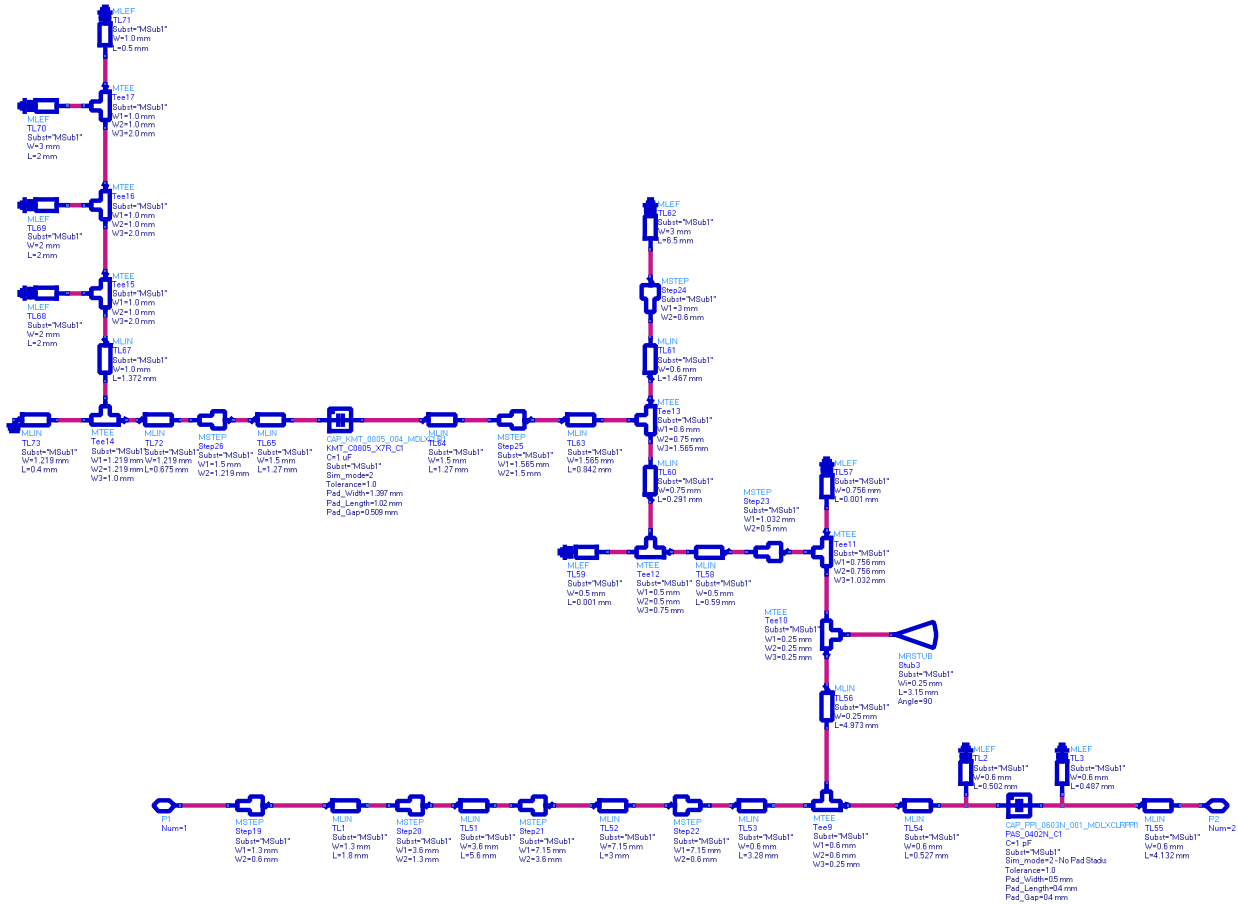 MLEF
TL71
Subst="MSub1"
W=1.0 mm
L=0.5 mm
MTEE
Tee17
Subst="MSub1"
W1=1.0 mm
W2=1.0 mm
W3=2.0 mm
MLEF
TL70
Subst="MSub1"
W=3 mm
L=2 mm
MTEE
Tee16
Subst="MSub1"
W1=1.0 mm
W2=1.0 mm
W3=2.0 mm
MLEF
TL69
Subst="MSub1"
W=2 mm
L=2 mm
MTEE
Tee15
Subst="MSub1"
W1=1.0 mm
W2=1.0 mm
W3=2.0 mm
MLEF
TL68
Subst="MSub1"
W=2 mm
L=2 mm
MLIN
TL67
Subst="MSub1"
W=1.0 mm
L=1.372 mm
MLIN
TL73
Subst="MSub1"
W=1.219 mm
L=0.4 mm
MTEE
Tee14
Subst="MSub1"
W1=1.219 mm
W2=1.219 mm
W3=1.0 mm
MLIN
TL72
Subst="MSub1"
W=1.219 mm
L=0.675 mm
MSTEP
Step26
Subst="MSub1"
W1=1.5 mm
W2=1.219 mm
MLIN
TL65
Subst="MSub1"
W=1.5 mm
L=1.27 mm
CAP_KMT_0805_004_MDLXCLR1
KMT_C0805_X7R_C1
C=1 uF
Subst="MSub1"
Sim_mode=2
Tolerance=1.0
Pad_Width=1.397 mm
Pad_Length=1.02 mm
Pad_Gap=0.509 mm
MLIN
TL64
Subst="MSub1"
W=1.5 mm
L=1.27 mm
MSTEP
Step25
Subst="MSub1"
W1=1.565 mm
W2=1.5 mm
MLIN
TL63
Subst="MSub1"
W=1.565 mm
L=0.842 mm
MLEF
TL62
Subst="MSub1"
W=3 mm
L=6.5 mm
MSTEP
Step24
Subst="MSub1"
W1=3 mm
W2=0.6 mm
MLIN
TL61
Subst="MSub1"
W=0.6 mm
L=1.467 mm
MTEE
Tee13
Subst="MSub1"
W1=0.6 mm
W2=0.75 mm
W3=1.565 mm
MLIN
TL60
Subst="MSub1"
W=0.75 mm
L=0.291 mm
MLEF
TL59
Subst="MSub1"
W=0.5 mm
L=0.001 mm
MTEE
Tee12
Subst="MSub1"
W1=0.5 mm
W2=0.5 mm
W3=0.75 mm
MLIN
TL58
Subst="MSub1"
W=0.5 mm
L=0.59 mm
MSTEP
Step23
Subst="MSub1"
W1=1.032 mm
W2=0.5 mm
MLEF
TL57
Subst="MSub1"
W=0.756 mm
L=0.001 mm
MTEE
Tee11
Subst="MSub1"
W1=0.756 mm
W2=0.756 mm
W3=1.032 mm
MTEE
Tee10
Subst="MSub1"
W1=0.25 mm
W2=0.25 mm
W3=0.25 mm
MRSTUB
Stub3
Subst="MSub1"
Wi=0.25 mm
L=3.15 mm
Angle=90
MLIN
TL56
Subst="MSub1"
W=0.25 mm
L=4.973 mm
MLEF
TL2
Subst="MSub1"
W=0.6 mm
L=0.502 mm
MLEF
TL3
Subst="MSub1"
W=0.6 mm
L=0.487 mm
P1
Num=1
MSTEP
Step19
Subst="MSub1"
W1=1.3 mm
W2=0.6 mm
MLIN
TL1
Subst="MSub1"
W=1.3 mm
L=1.8 mm
MSTEP
Step20
Subst="MSub1"
W1=3.6 mm
W2=1.3 mm
MLIN
TL51
Subst="MSub1"
W=3.6 mm
L=5.6 mm
MSTEP
Step21
Subst="MSub1"
W1=7.15 mm
W2=3.6 mm
MLIN
TL52
Subst="MSub1"
W=7.15 mm
L=3 mm
MSTEP
Step22
Subst="MSub1"
W1=7.15 mm
W2=0.6 mm
MLIN
TL53
Subst="MSub1"
W=0.6 mm
L=3.28 mm
MTEE
Tee9
Subst="MSub1"
W1=0.6 mm
W2=0.6 mm
W3=0.25 mm
MLIN
TL54
Subst="MSub1"
W=0.6 mm
L=0.527 mm
CAP_PPI_0603N_001_MDLXCLRPPI1
PAS_0402N_C1
C=1 pF
Subst="MSub1"
Sim_mode=2 - No Pad Stacks
Tolerance=1.0
Pad_Width=0.5 mm
Pad_Length=0.4 mm
Pad_Gap=0.4 mm
MLIN
TL55
Subst="MSub1"
W=0.6 mm
L=4.132 mm
P2
Num=2